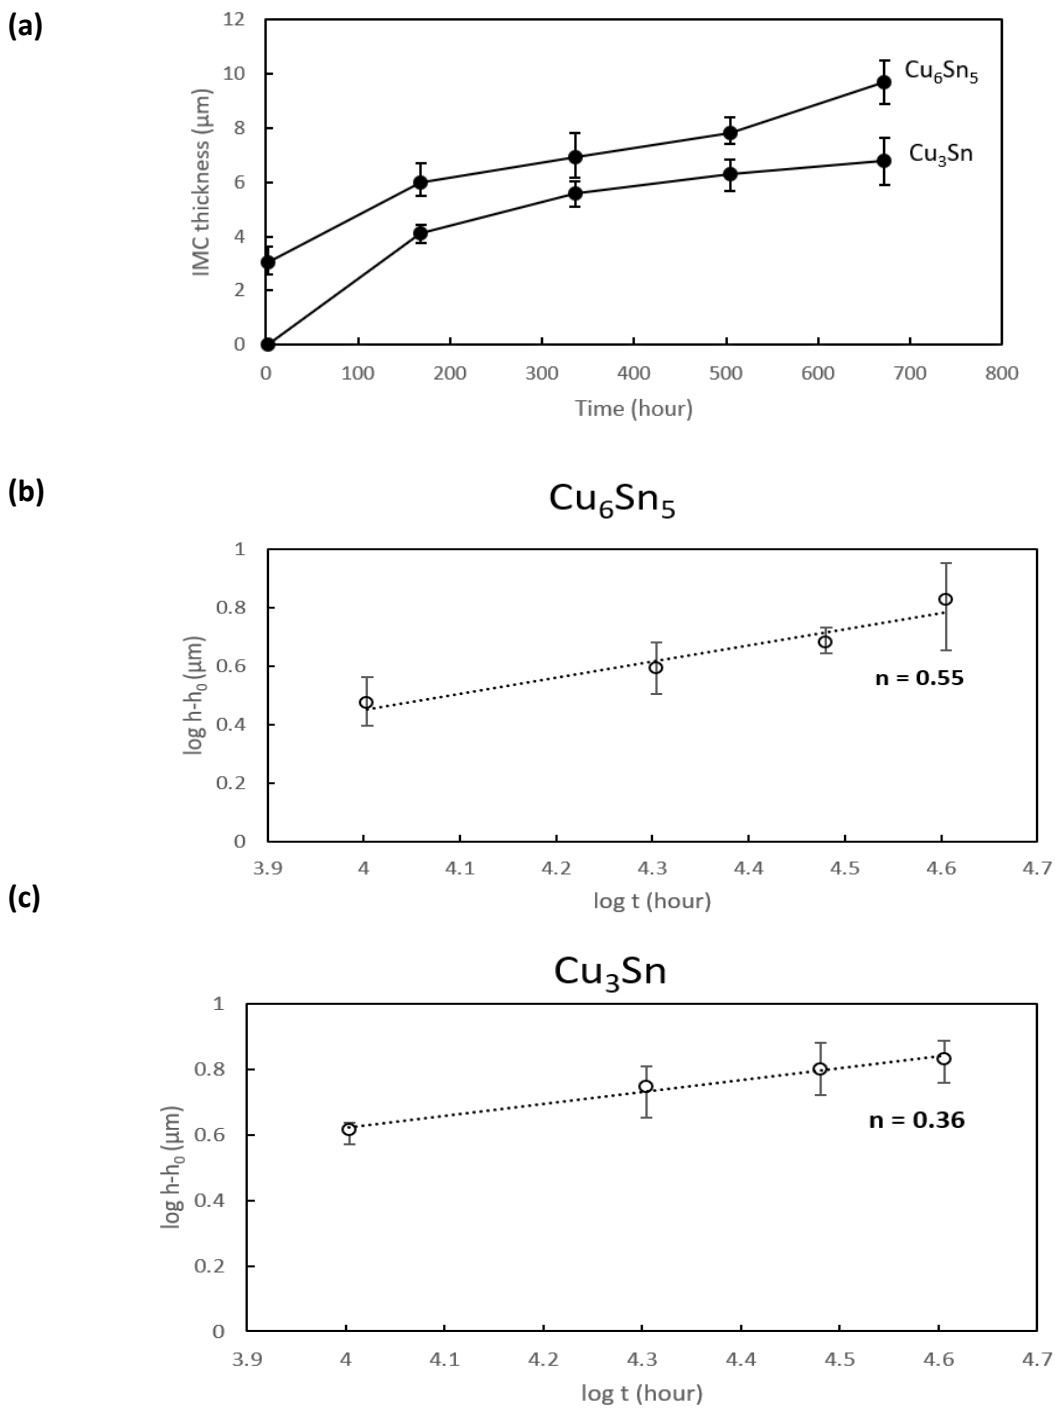 (a)
12
10
8
6
4
2
0
IMC thickness (μm)
Cu₆Sn₅
Cu₃Sn
0 100 200 300 400 500 600 700 800
Time (hour)
(b)
Cu₆Sn₅
1
0.8
0.6
0.4
0.2
0
log h-h₀ (μm)
n = 0.55
3.9 4 4.1 4.2 4.3 4.4 4.5 4.6 4.7
log t (hour)
(c)
Cu₃Sn
1
0.8
0.6
0.4
0.2
0
log h-h₀ (μm)
n = 0.36
3.9 4 4.1 4.2 4.3 4.4 4.5 4.6 4.7
log t (hour)